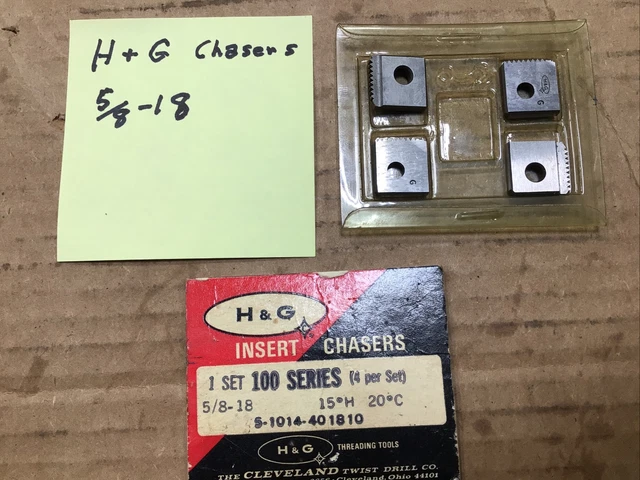 H + G Chasers
5/8-18
G
G
H & G
INSERT CHASERS
1 SET 100 SERIES (4 per Set)
5/8-18 15°H 20°C
S-1014-401810
H & G THREADING TOOLS
THE CLEVELAND TWIST DRILL CO.
Cleveland, Ohio 44101